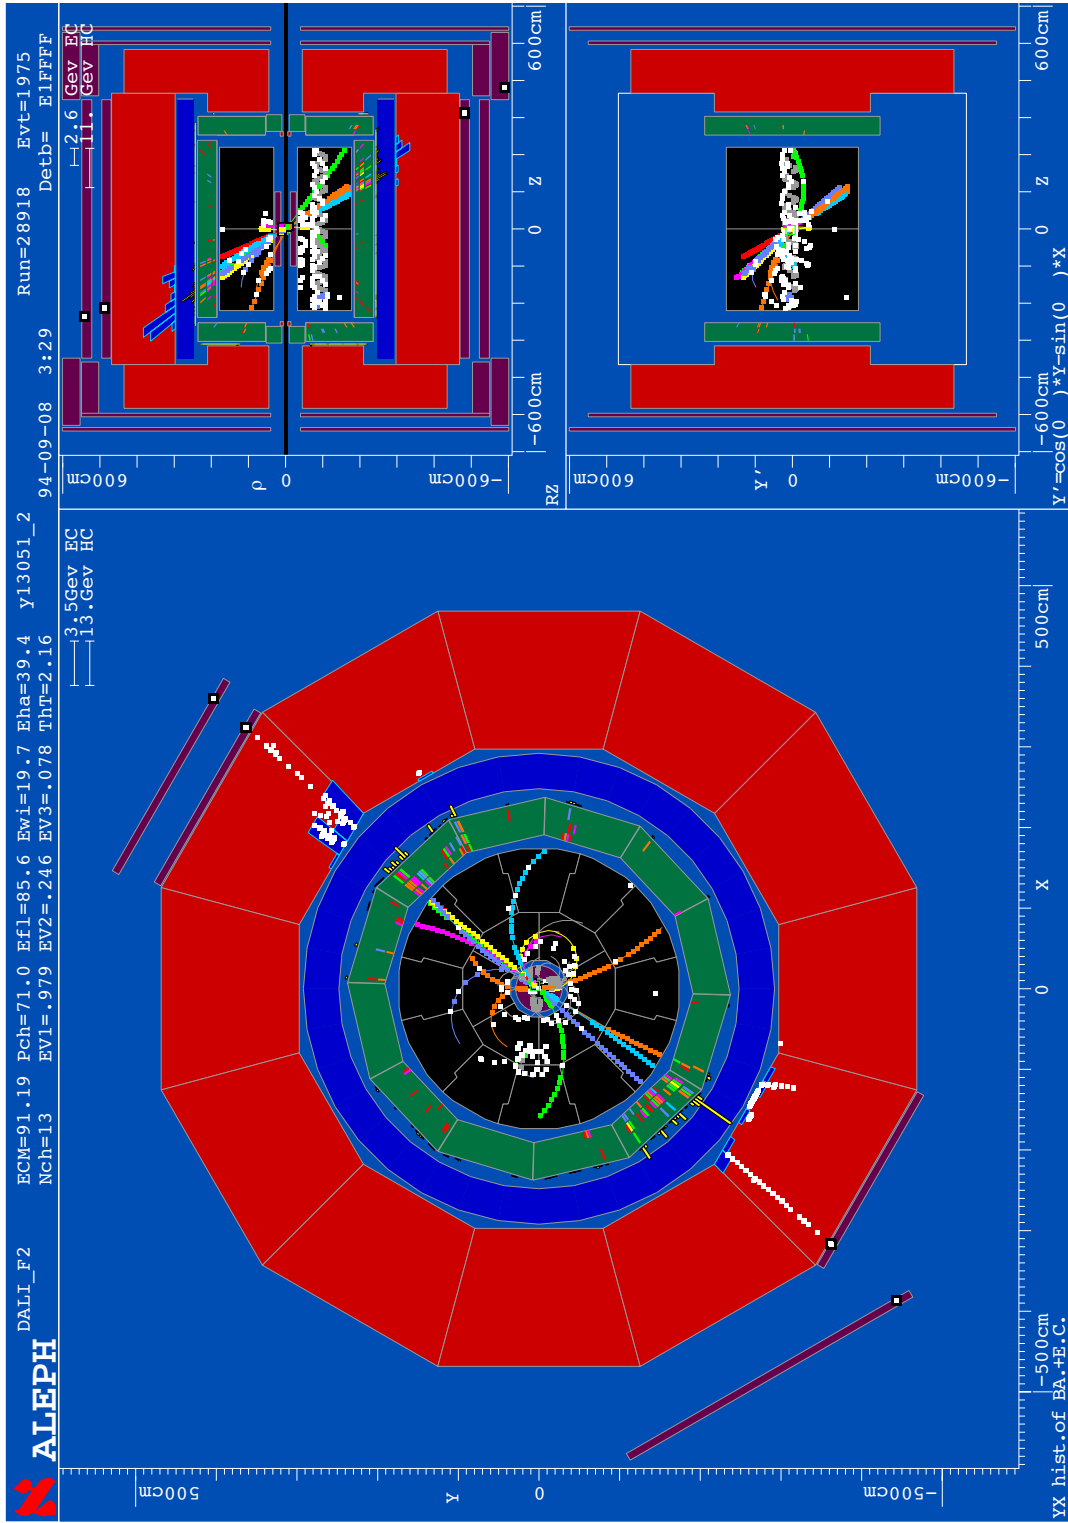 ALEPH
DALI_F2 ECM=91.19 Pch=71.0 Efl=85.6 Ewi=19.7 Eha=39.4 y13051_2
Nch=13 EV1=.979 EV2=.246 EV3=.078 ThT=2.16
94-09-08 3:29 Run=28918 Evt=1975
Detb= E1FFFF
3.5Gev EC
13.Gev HC
500cm
Y
0
-500cm
-500cm
0
X
500cm
YX hist.of BA.+E.C.
2.6 Gev EC
11. Gev HC
600cm
ρ
0
-600cm
RZ
-600cm
0
Z
600cm
600cm
Y'
0
-600cm
-600cm
0
Z
600cm
Y'=cos(0 )*Y-sin(0 )*X